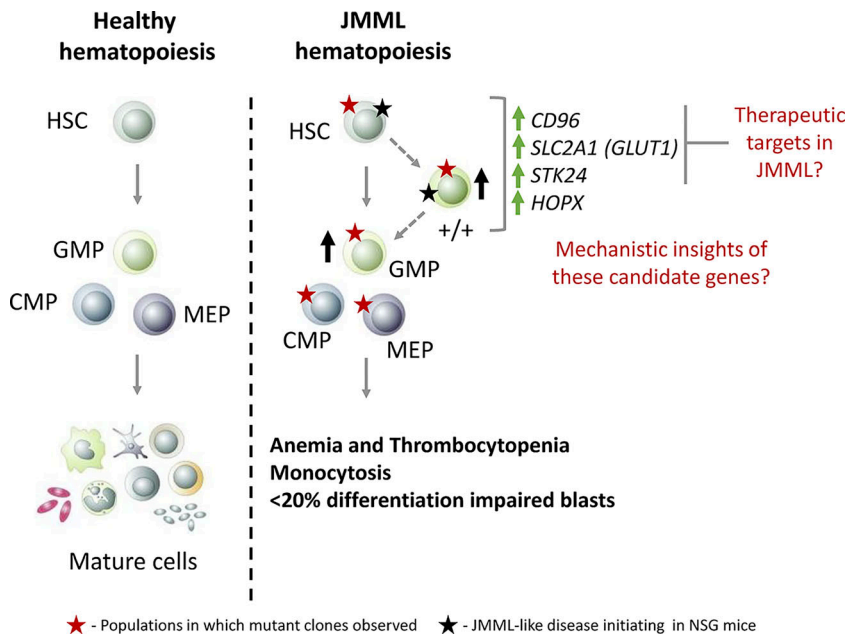 Healthy
hematopoiesis
HSC
GMP
CMP
MEP
Mature cells
JMML
hematopoiesis
HSC
+/+
GMP
CMP
MEP
Anemia and Thrombocytopenia
Monocytosis
<20% differentiation impaired blasts
CD96
SLC2A1 (GLUT1)
STK24
HOPX
Therapeutic
targets in
JMML?
Mechanistic insights of
these candidate genes?
- Populations in which mutant clones observed
- JMML-like disease initiating in NSG mice